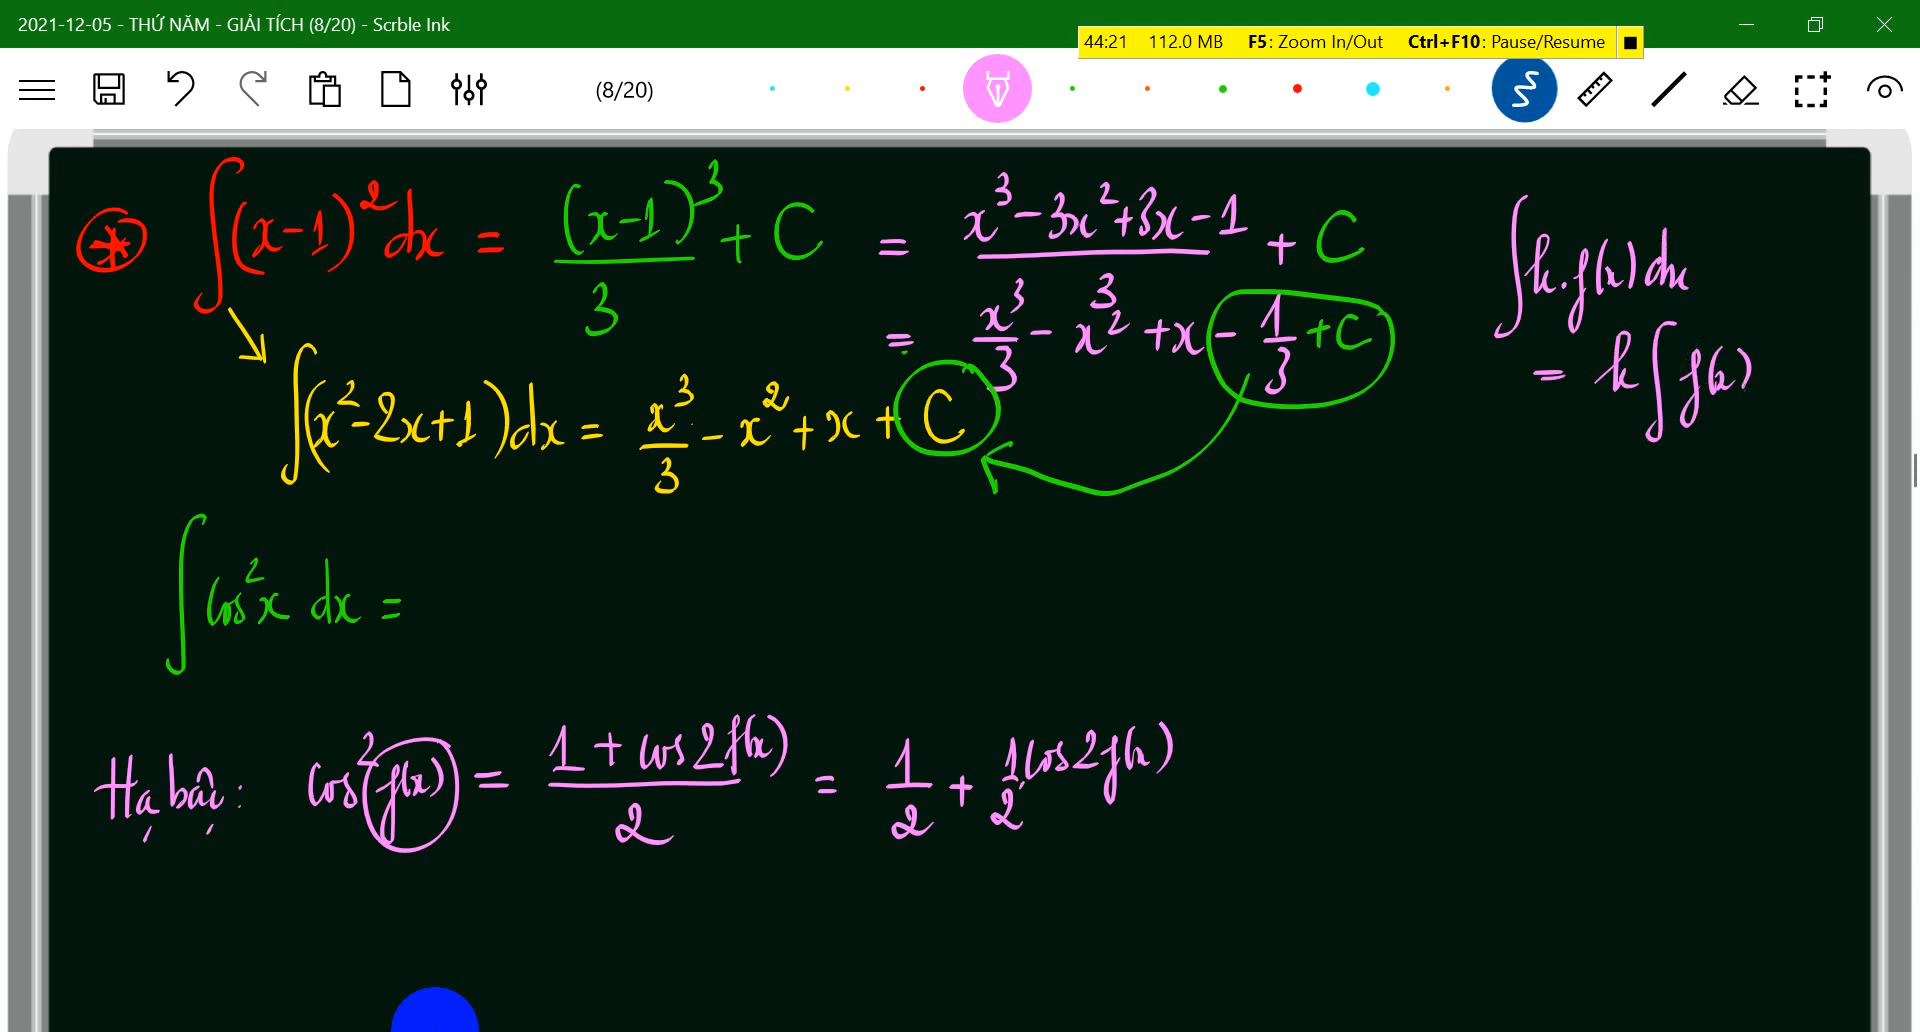 2021-12-05 - THỨ NĂM - GIẢI TÍCH (8/20) - Scrble Ink
44:21 112.0 MB F5: Zoom In/Out Ctrl+F10: Pause/Resume
(8/20)
∫(x-1)² dx = (x-1)³/3 + C = (x³-3x²+3x-1)/3 + C
= x³/3 - x² + x - 1/3 + C
∫(x²-2x+1)dx = x³/3 - x² + x + C
∫k.f(x)dx
= k∫f(x)
∫cos²x dx =
Hạ bậc: cos²f(x) = (1 + cos2f(x))/2 = 1/2 + 1/2.cos2f(x)